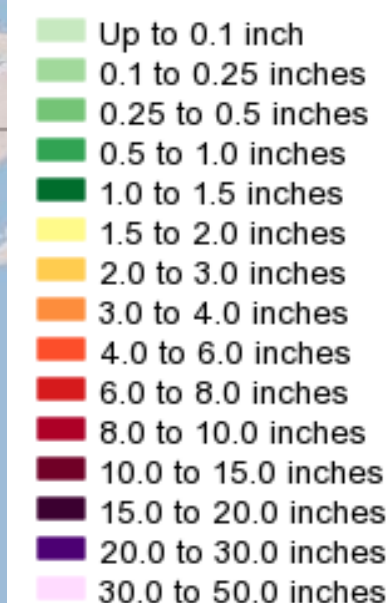 Up to 0.1 inch
0.1 to 0.25 inches
0.25 to 0.5 inches
0.5 to 1.0 inches
1.0 to 1.5 inches
1.5 to 2.0 inches
2.0 to 3.0 inches
3.0 to 4.0 inches
4.0 to 6.0 inches
6.0 to 8.0 inches
8.0 to 10.0 inches
10.0 to 15.0 inches
15.0 to 20.0 inches
20.0 to 30.0 inches
30.0 to 50.0 inches